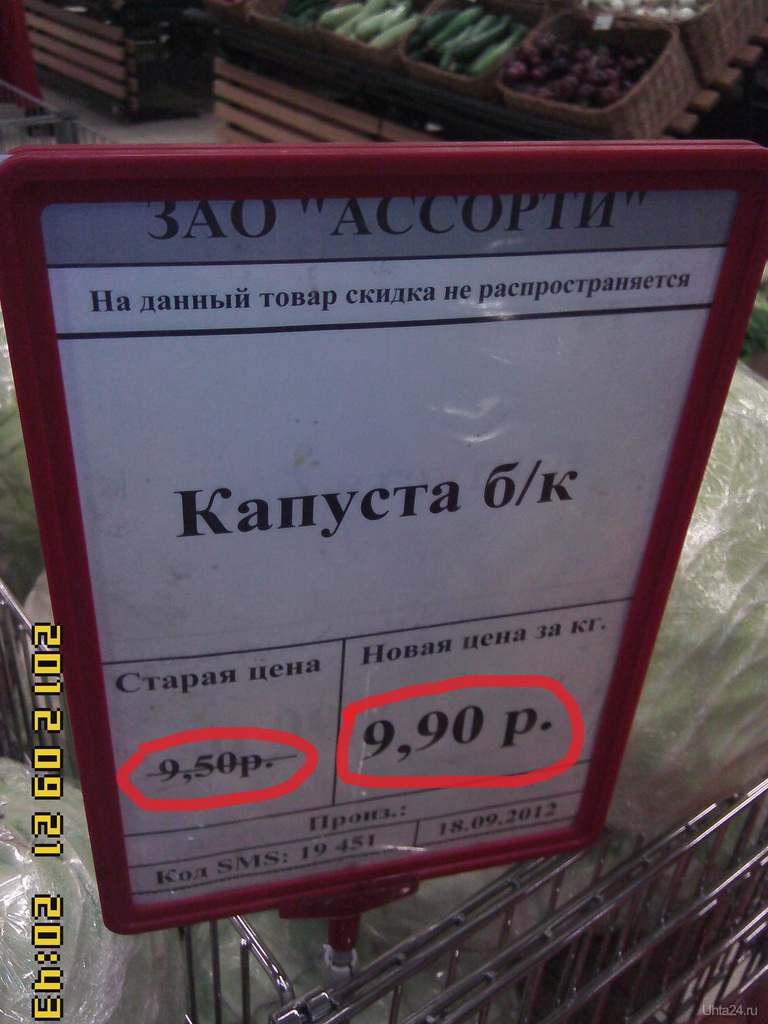 ЗАО "АССОРТИ"
На данный товар скидка не распространяется
Капуста б/к
Старая цена
Новая цена за кг.
9,50р.
9,90 р.
Произ.:
Код SMS: 19 451
18.09.2012
2012 09 21
20:43
Uhta24.ru